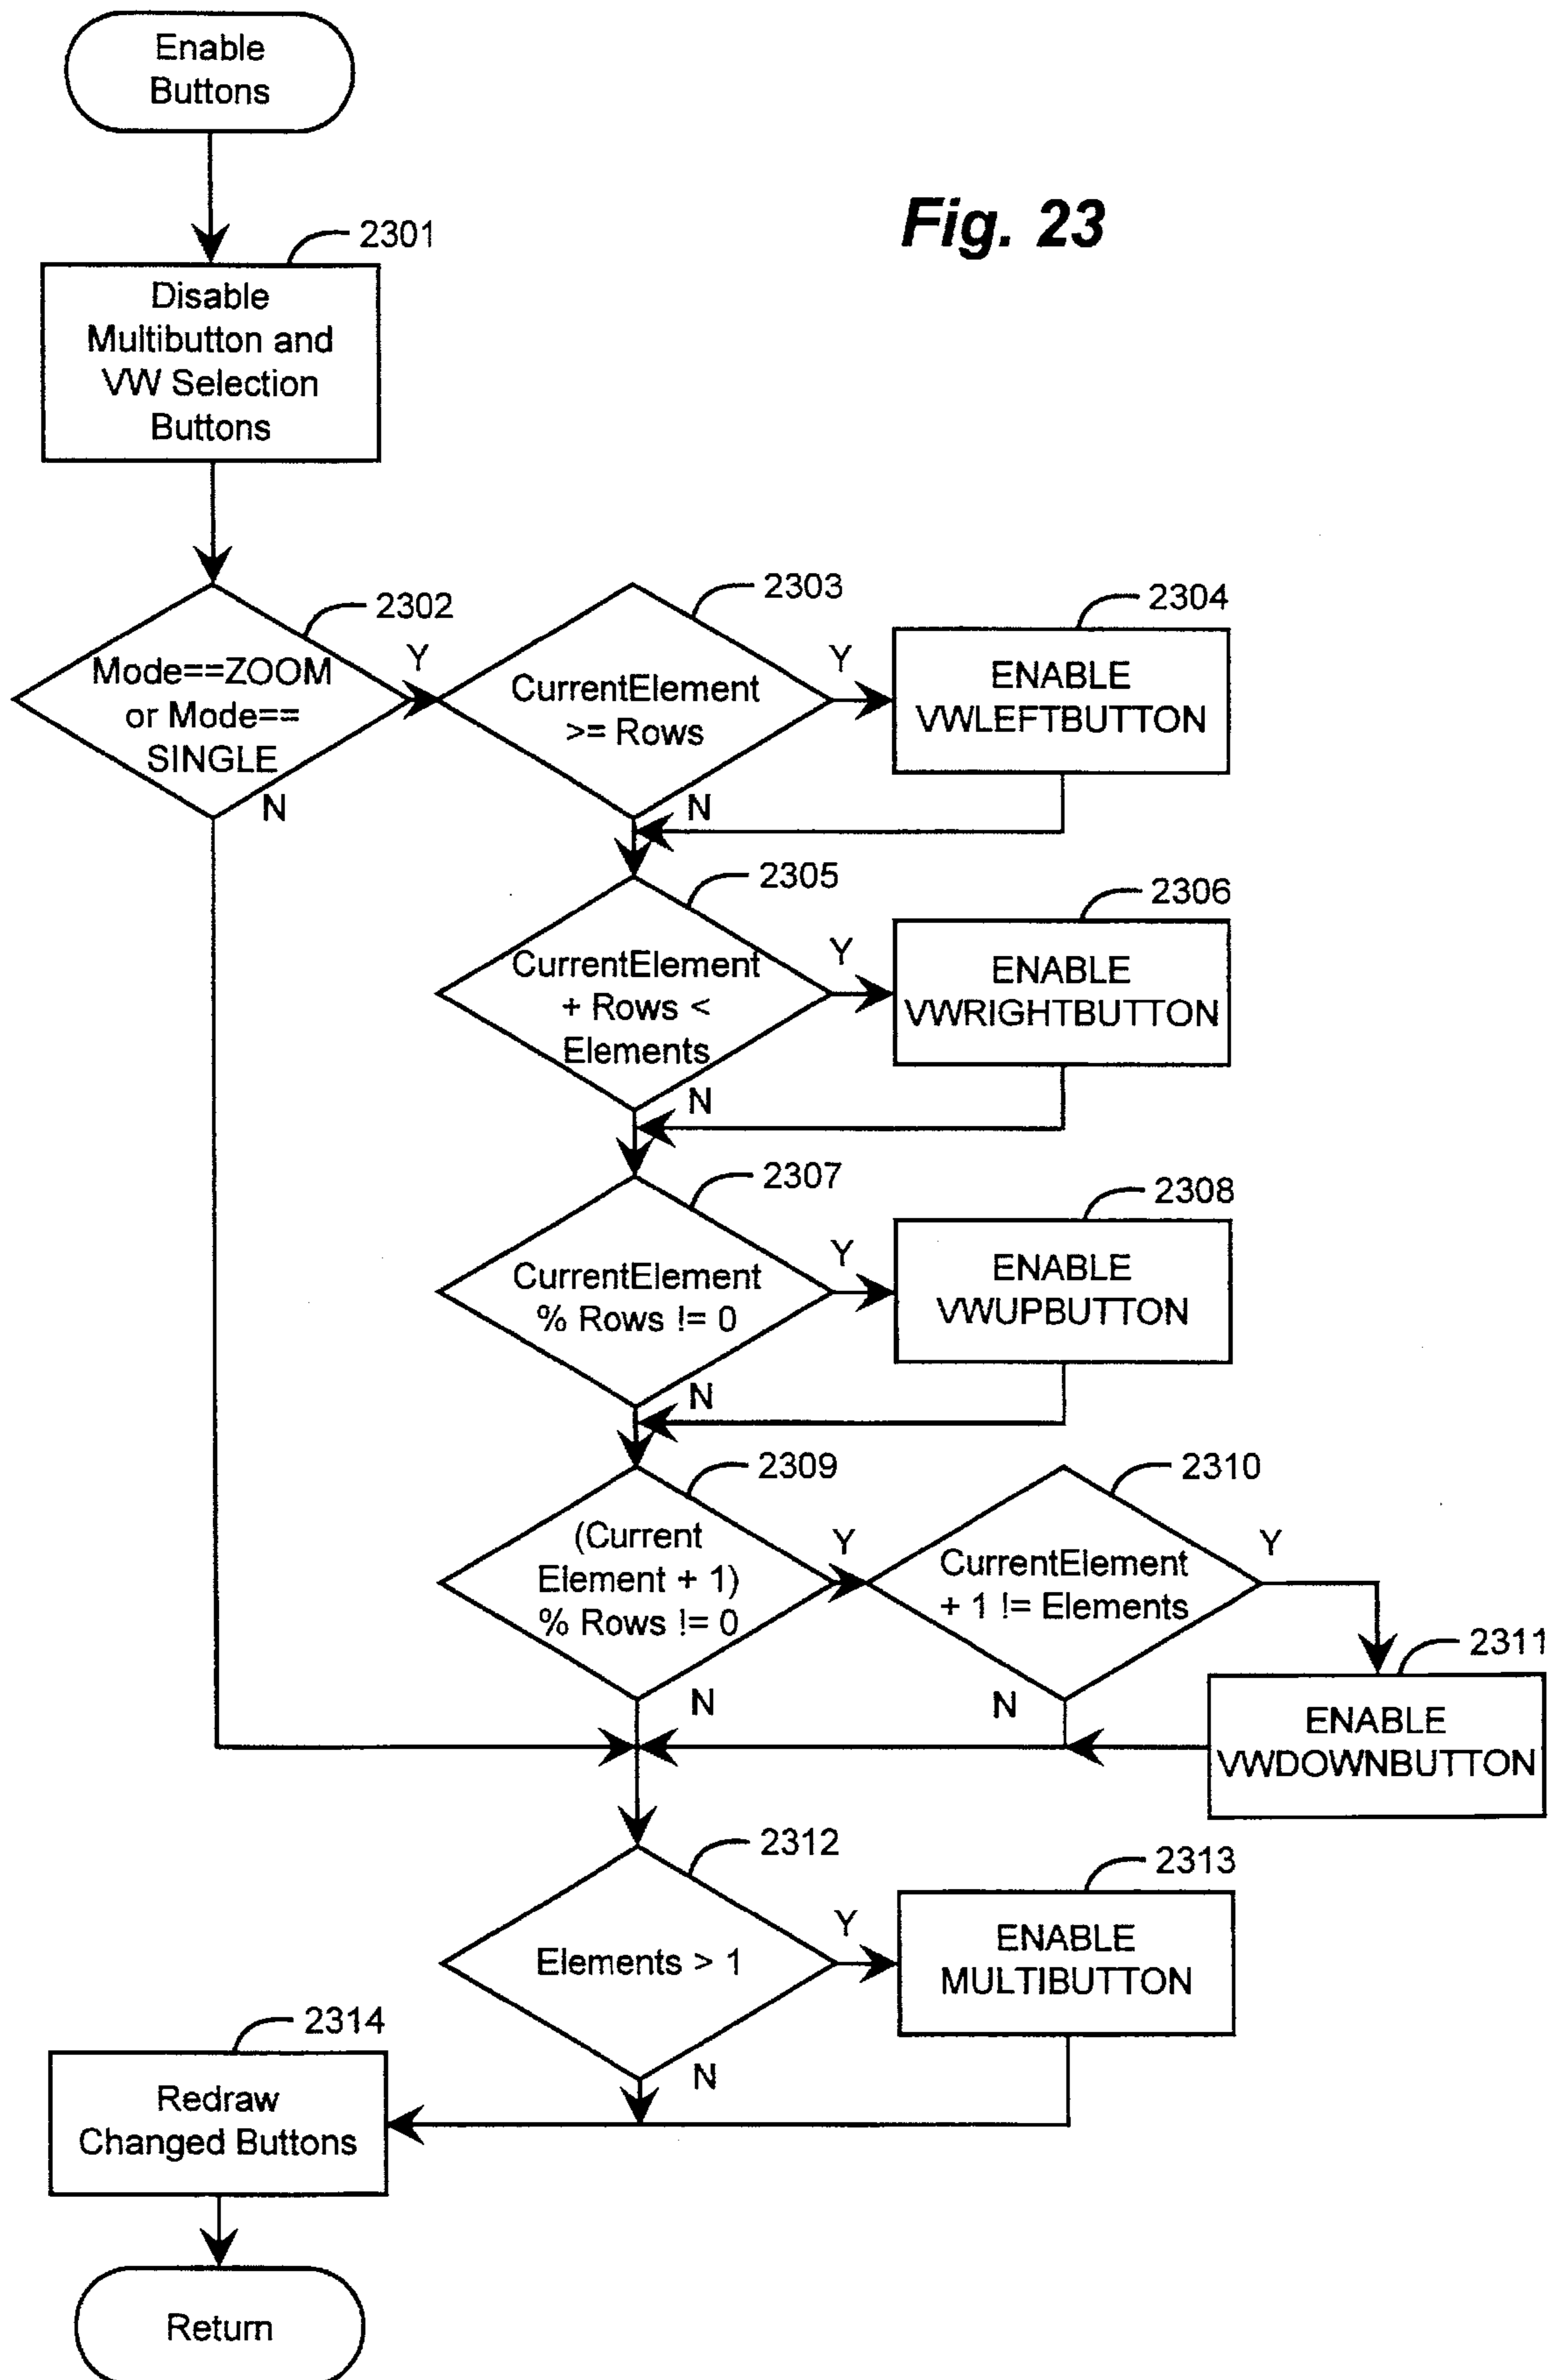 Enable
Buttons
Fig. 23
2301
Disable
Multibutton and
VW Selection
Buttons
2302
Mode==ZOOM
or Mode==
SINGLE
Y
N
2303
CurrentElement
>= Rows
Y
N
2304
ENABLE
VWLEFTBUTTON
2305
CurrentElement
+ Rows <
Elements
Y
N
2306
ENABLE
VWRIGHTBUTTON
2307
CurrentElement
% Rows != 0
Y
N
2308
ENABLE
VWUPBUTTON
2309
(Current
Element + 1)
% Rows != 0
Y
N
2310
CurrentElement
+ 1 != Elements
Y
N
2311
ENABLE
VWDOWNBUTTON
2312
Elements > 1
Y
N
2313
ENABLE
MULTIBUTTON
2314
Redraw
Changed Buttons
Return